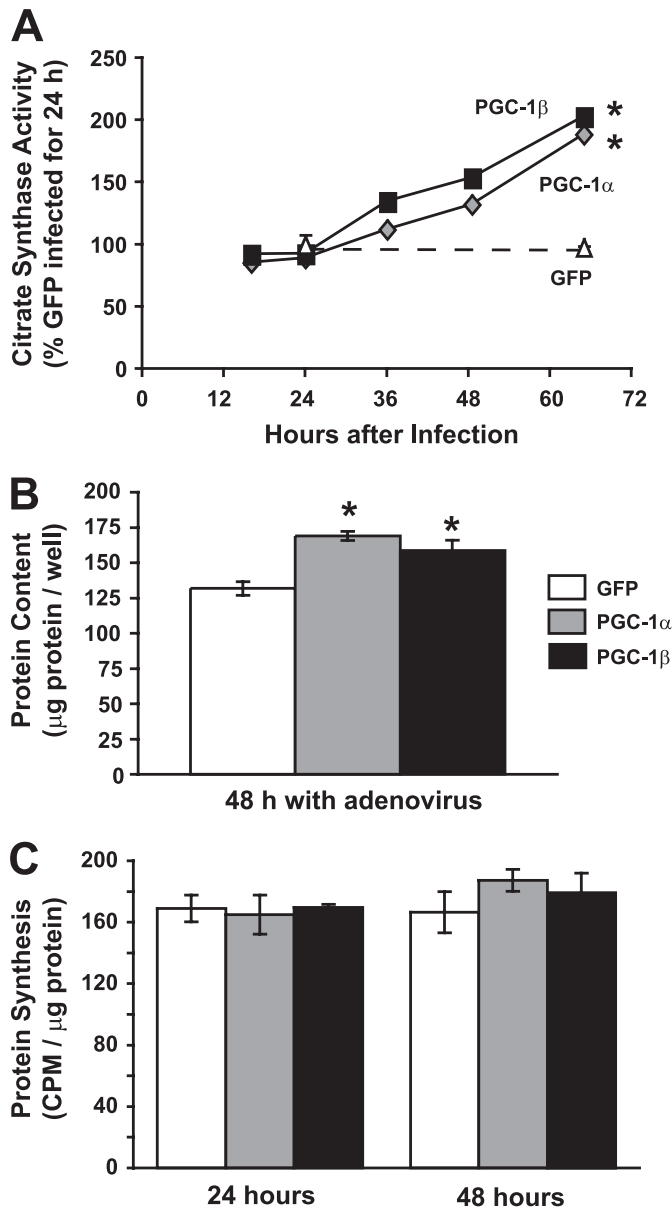 A
Citrate Synthase Activity
(% GFP infected for 24 h)
250
200
150
100
50
0
PGC-1β
*
*
PGC-1α
GFP
0 12 24 36 48 60 72
Hours after Infection
B
Protein Content
(µg protein / well)
200
175
150
125
100
75
50
25
0
* *
GFP
PGC-1α
PGC-1β
48 h with adenovirus
C
Protein Synthesis
(CPM / µg protein)
200
160
120
80
40
0
24 hours 48 hours